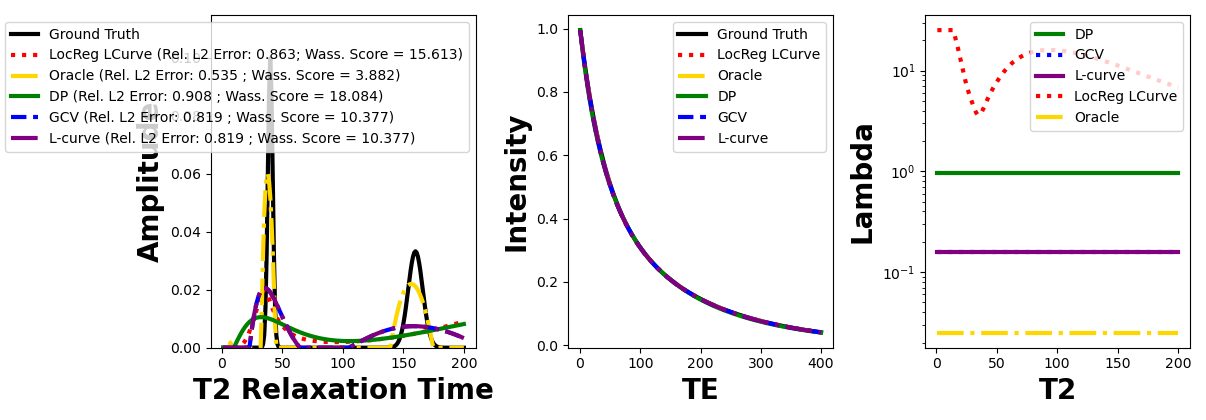 Ground Truth
LocReg LCurve (Rel. L2 Error: 0.863; Wass. Score = 15.613)
Oracle (Rel. L2 Error: 0.535 ; Wass. Score = 3.882)
DP (Rel. L2 Error: 0.908 ; Wass. Score = 18.084)
GCV (Rel. L2 Error: 0.819 ; Wass. Score = 10.377)
L-curve (Rel. L2 Error: 0.819 ; Wass. Score = 10.377)
Amplitude
0.10
0.08
0.06
0.04
0.02
0.00
0 50 100 150 200
T2 Relaxation Time
Ground Truth
LocReg LCurve
Oracle
DP
GCV
L-curve
Intensity
1.0
0.8
0.6
0.4
0.2
0.0
0 100 200 300 400
TE
DP
GCV
L-curve
LocReg LCurve
Oracle
Lambda
10¹
10⁰
10⁻¹
0 50 100 150 200
T2